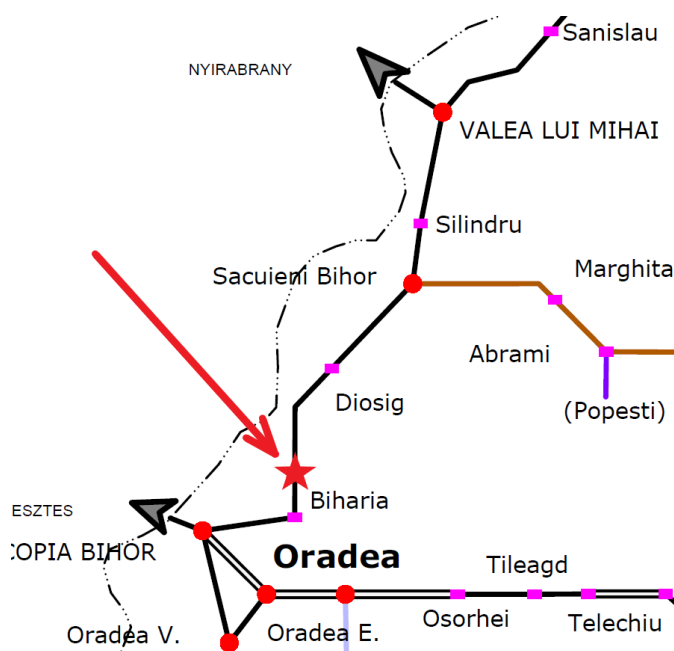 Sanislau
NYIRABRANY
VALEA LUI MIHAI
Silindru
Sacuieni Bihor
Marghita
Abrami
Diosig
(Popesti)
Biharia
ESZTES
COPIA BIHOR
Oradea
Tileagd
Osorhei
Telechiu
Oradea V.
Oradea E.